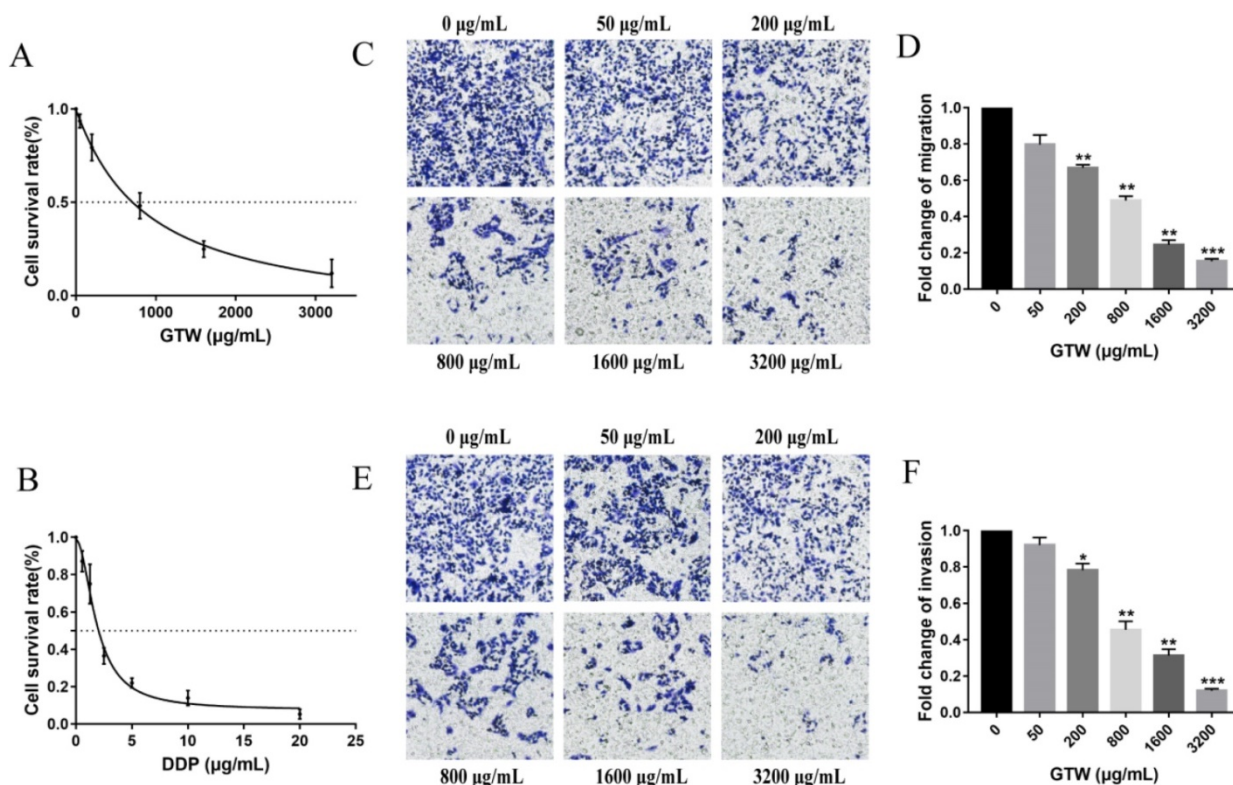 A
Cell survival rate(%)
1.0
0.5
0.0
0 1000 2000 3000
GTW (µg/mL)
C
0 µg/mL 50 µg/mL 200 µg/mL
800 µg/mL 1600 µg/mL 3200 µg/mL
D
Fold change of migration
1.0
0.8
0.6
0.4
0.2
0.0
** ** ** ***
0 50 200 800 1600 3200
GTW (µg/mL)
B
Cell survival rate(%)
1.0
0.8
0.6
0.4
0.2
0.0
0 5 10 15 20 25
DDP (µg/mL)
E
0 µg/mL 50 µg/mL 200 µg/mL
800 µg/mL 1600 µg/mL 3200 µg/mL
F
Fold change of invasion
1.0
0.8
0.6
0.4
0.2
0.0
* ** ** ***
0 50 200 800 1600 3200
GTW (µg/mL)